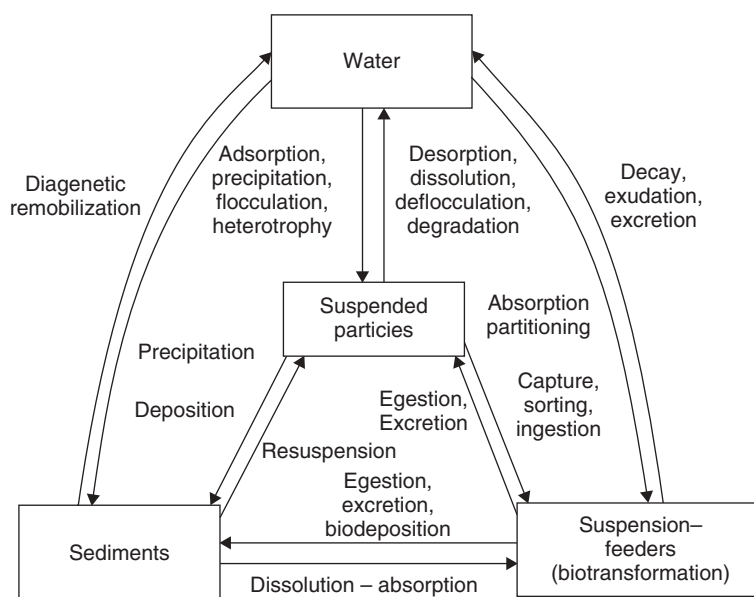 Water
Diagenetic
remobilization
Adsorption,
precipitation,
flocculation,
heterotrophy
Desorption,
dissolution,
deflocculation,
degradation
Decay,
exudation,
excretion
Suspended
particies
Absorption
partitioning
Precipitation
Deposition
Resuspension
Egestion,
Excretion
Capture,
sorting,
ingestion
Egestion,
excretion,
biodeposition
Sediments
Suspension–
feeders
(biotransformation)
Dissolution – absorption